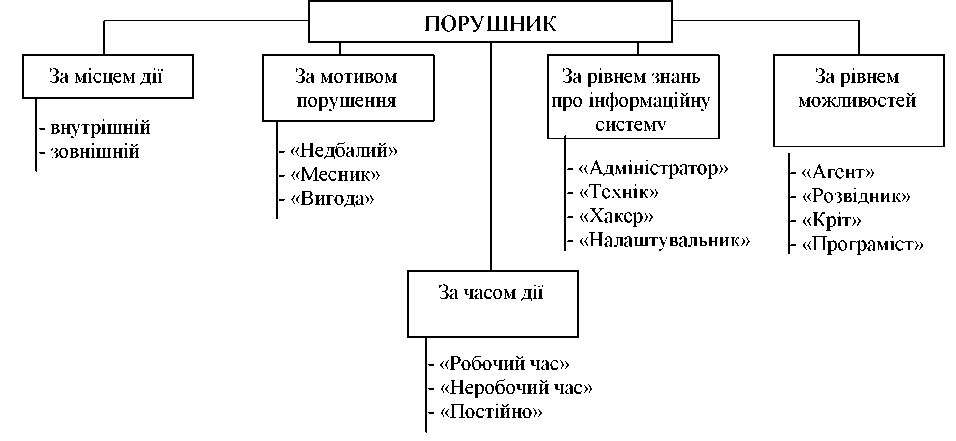 ПОРУШНИК
За місцем дії
- внутрішній
- зовнішній
За мотивом
порушення
- «Недбалий»
- «Месник»
- «Вигода»
За рівнем знань
про інформаційну
систему
- «Адміністратор»
- «Технік»
- «Хакер»
- «Налаштувальник»
За рівнем
можливостей
- «Агент»
- «Розвідник»
- «Кріт»
- «Програміст»
За часом дії
- «Робочий час»
- «Неробочий час»
- «Постійно»